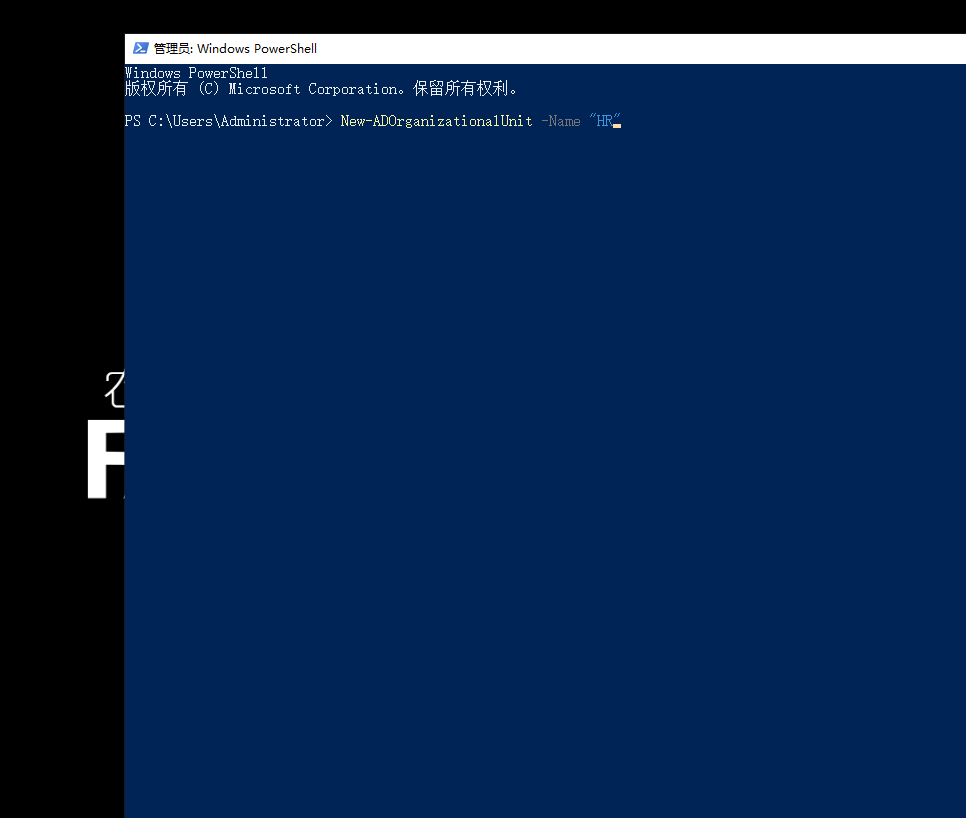 管理员: Windows PowerShell
Windows PowerShell
版权所有 (C) Microsoft Corporation。保留所有权利。
PS C:\Users\Administrator> New-ADOrganizationalUnit -Name "HR"